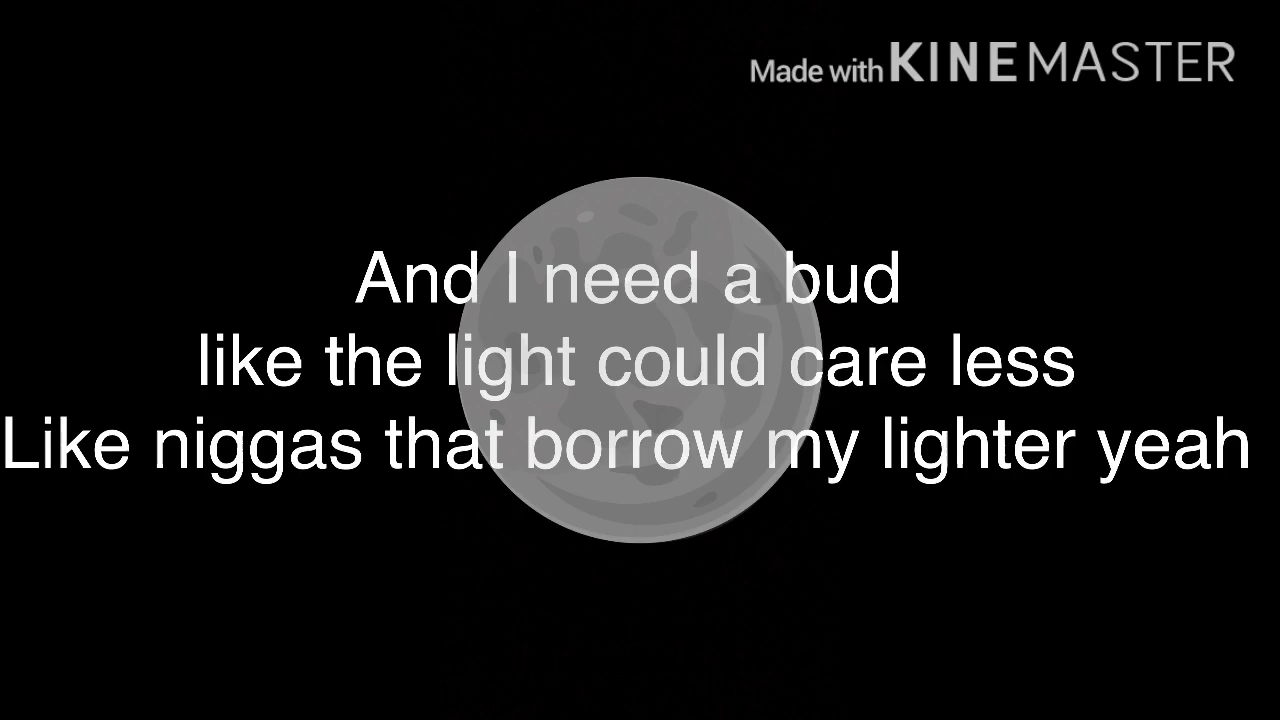 Made with KINEMASTER
And I need a bud
like the light could care less
Like niggas that borrow my lighter yeah